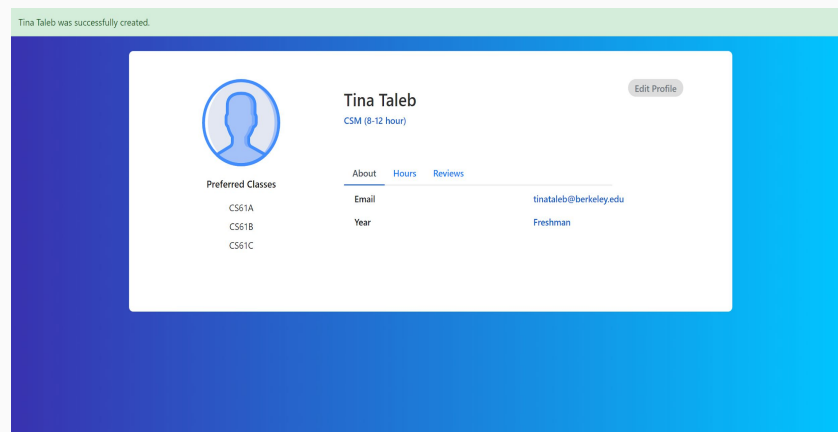 Tina Taleb was successfully created.
Edit Profile
Tina Taleb
CSM (8-12 hour)
About Hours Reviews
Preferred Classes
CS61A
CS61B
CS61C
Email tinataleb@berkeley.edu
Year Freshman